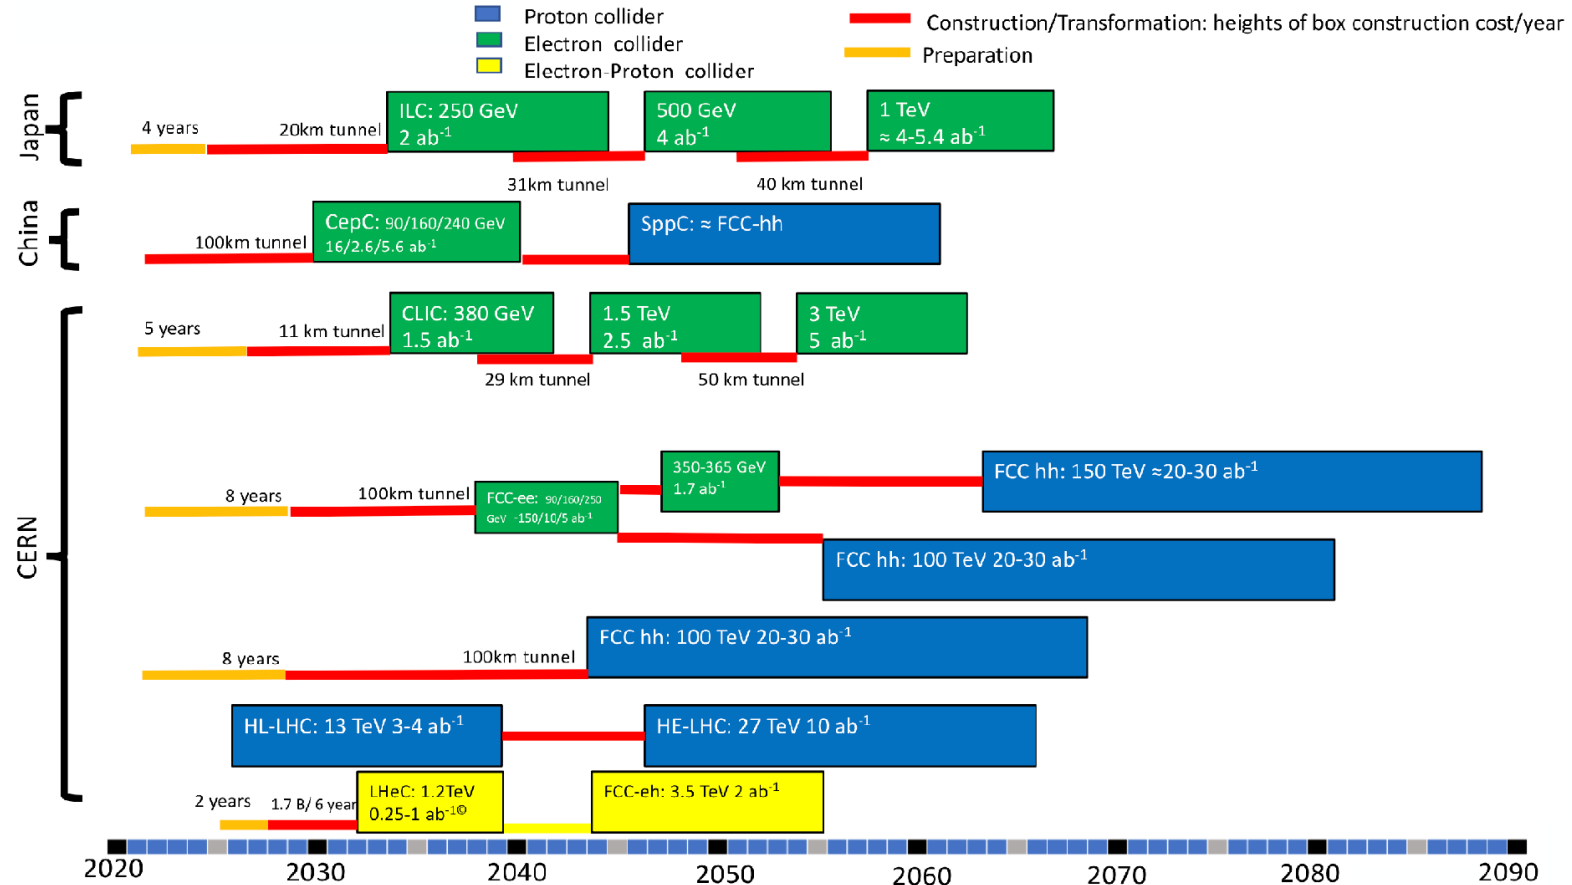 Proton collider
Electron collider
Electron-Proton collider
Construction/Transformation: heights of box construction cost/year
Preparation
Japan
4 years
20km tunnel
ILC: 250 GeV
2 ab-1
500 GeV
4 ab-1
1 TeV
≈ 4-5.4 ab-1
31km tunnel
40 km tunnel
China
100km tunnel
CepC: 90/160/240 GeV
16/2.6/5.6 ab-1
SppC: ≈ FCC-hh
CERN
5 years
11 km tunnel
CLIC: 380 GeV
1.5 ab-1
1.5 TeV
2.5 ab-1
3 TeV
5 ab-1
29 km tunnel
50 km tunnel
8 years
100km tunnel
FCC-ee: 90/160/250
GeV -150/10/5 ab-1
350-365 GeV
1.7 ab-1
FCC hh: 150 TeV ≈20-30 ab-1
FCC hh: 100 TeV 20-30 ab-1
8 years
100km tunnel
FCC hh: 100 TeV 20-30 ab-1
HL-LHC: 13 TeV 3-4 ab-1
HE-LHC: 27 TeV 10 ab-1
2 years
1.7 B/ 6 year
LHeC: 1.2TeV
0.25-1 ab-1©
FCC-eh: 3.5 TeV 2 ab-1
2020 2030 2040 2050 2060 2070 2080 2090